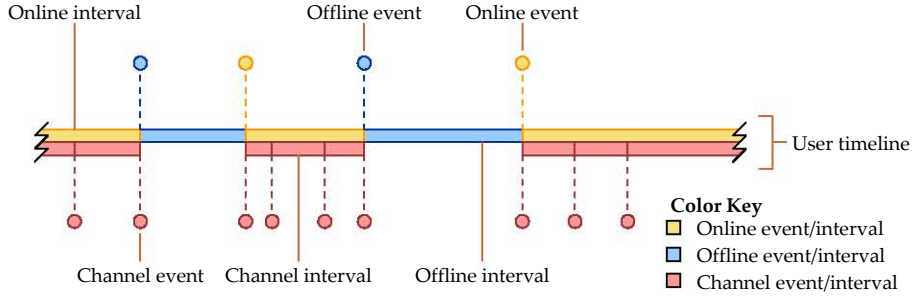 Online interval
Offline event
Online event
User timeline
Channel event
Channel interval
Offline interval
Color Key
Online event/interval
Offline event/interval
Channel event/interval